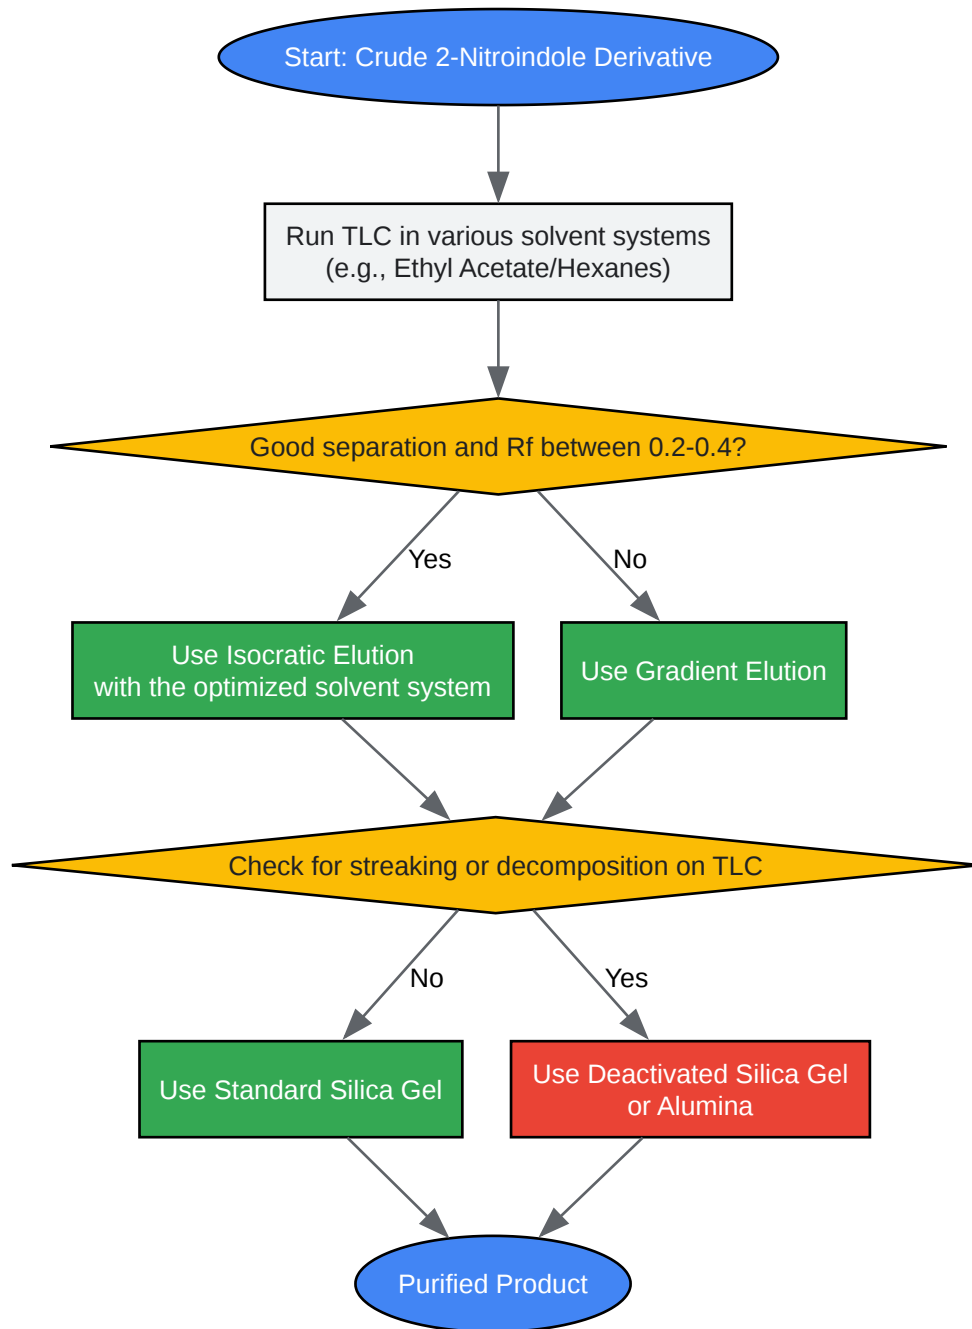 Start: Crude 2-Nitroindole Derivative
Run TLC in various solvent systems
(e.g., Ethyl Acetate/Hexanes)
Good separation and Rf between 0.2-0.4?
Yes
No
Use Isocratic Elution
with the optimized solvent system
Use Gradient Elution
Check for streaking or decomposition on TLC
No
Yes
Use Standard Silica Gel
Use Deactivated Silica Gel
or Alumina
Purified Product